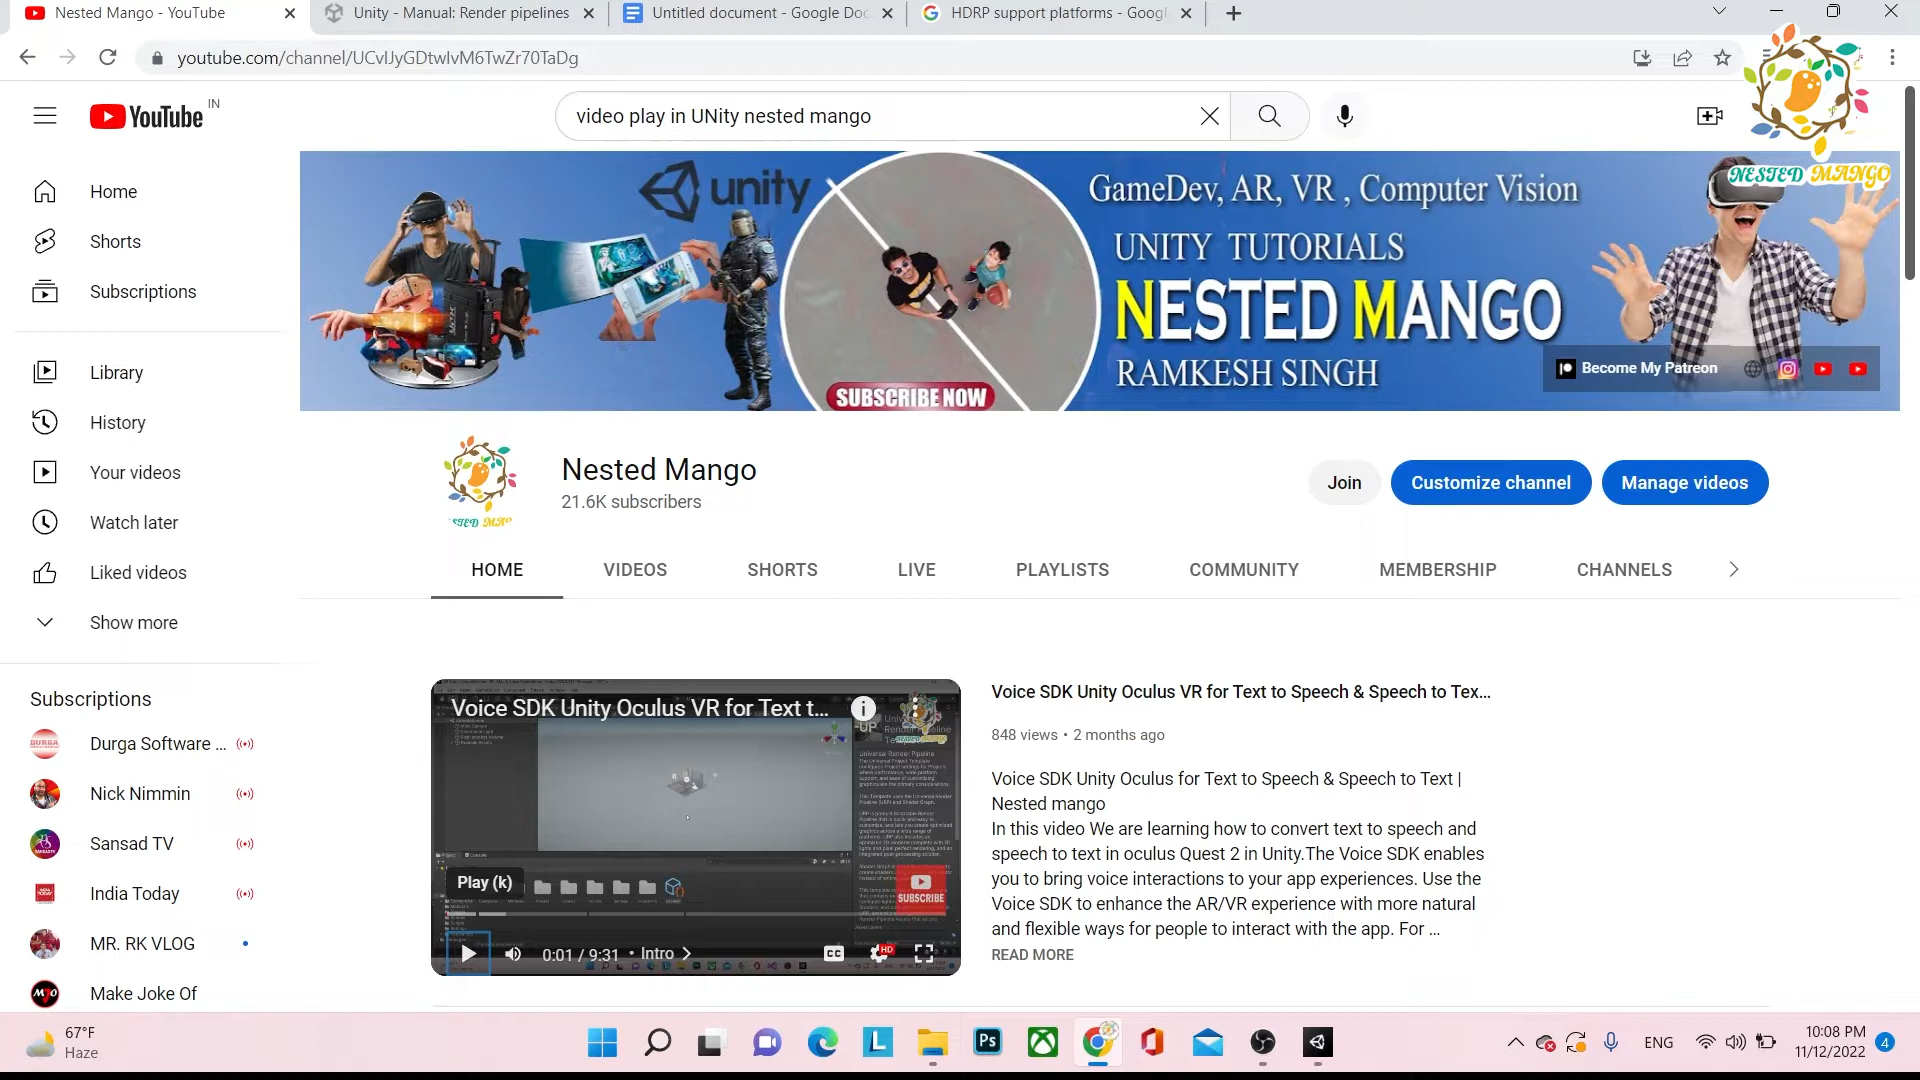 Nested Mango - YouTube
Unity - Manual: Render pipelines
Untitled document - Google Doc
HDRP support platforms - Googl
youtube.com/channel/UCvlJyGDtwIvM6TwZr70TaDg
YouTube IN
video play in UNity nested mango
NESTED MANGO
Home
Shorts
Subscriptions
Library
History
Your videos
Watch later
Liked videos
Show more
Subscriptions
Durga Software ...
Nick Nimmin
Sansad TV
India Today
MR. RK VLOG
Make Joke Of
unity
GameDev, AR, VR , Computer Vision
UNITY TUTORIALS
NESTED MANGO
RAMKESH SINGH
SUBSCRIBE NOW
Become My Patreon
Nested Mango
21.6K subscribers
Join
Customize channel
Manage videos
HOME
VIDEOS
SHORTS
LIVE
PLAYLISTS
COMMUNITY
MEMBERSHIP
CHANNELS
Voice SDK Unity Oculus VR for Text t...
Play (k)
SUBSCRIBE
0:01 / 9:31 • Intro
CC
HD
Voice SDK Unity Oculus VR for Text to Speech & Speech to Tex...
848 views • 2 months ago
Voice SDK Unity Oculus for Text to Speech & Speech to Text |
Nested mango
In this video We are learning how to convert text to speech and
speech to text in oculus Quest 2 in Unity.The Voice SDK enables
you to bring voice interactions to your app experiences. Use the
Voice SDK to enhance the AR/VR experience with more natural
and flexible ways for people to interact with the app. For ...
READ MORE
67°F
Haze
L
Ps
ENG
10:08 PM
11/12/2022
4